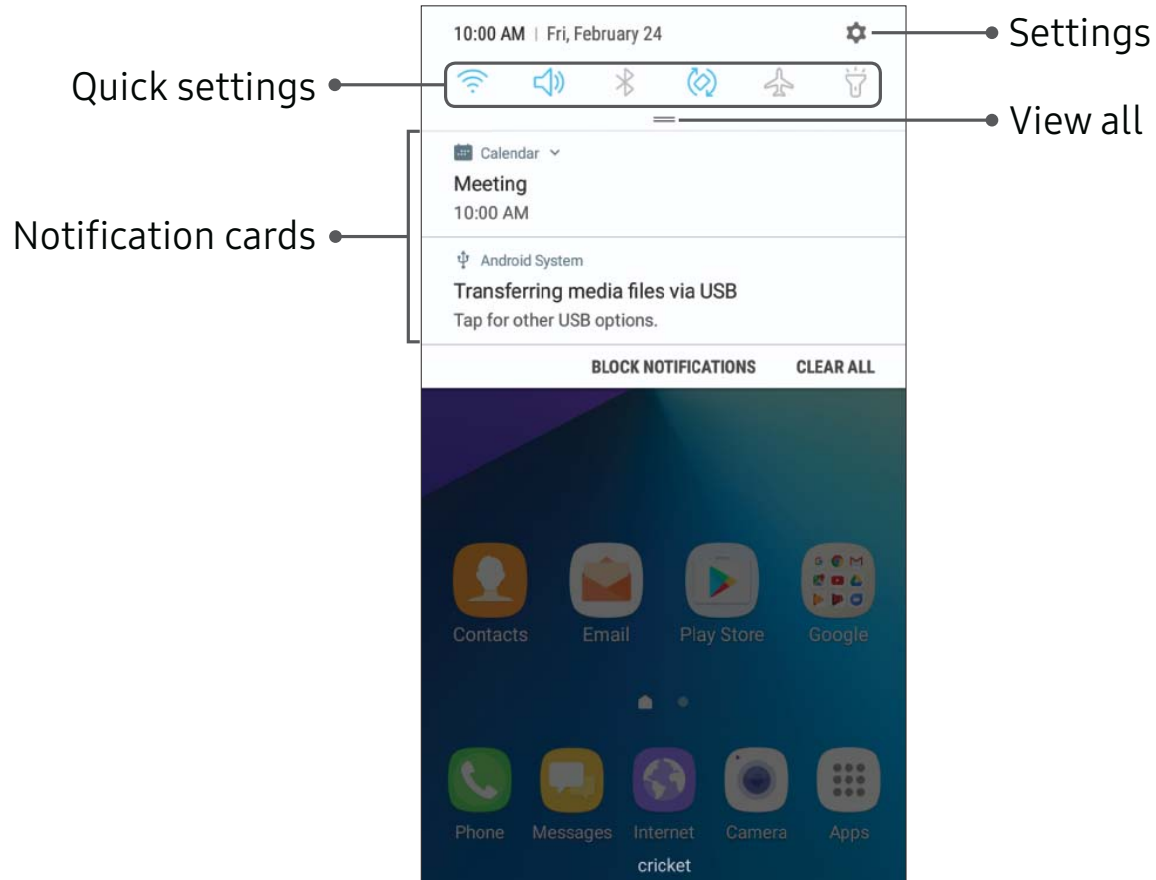 10:00 AM | Fri, February 24
Settings
Quick settings
View all
Calendar
Meeting
10:00 AM
Notification cards
Android System
Transferring media files via USB
Tap for other USB options.
BLOCK NOTIFICATIONS CLEAR ALL
Contacts Email Play Store Google
Phone Messages Internet Camera Apps
cricket